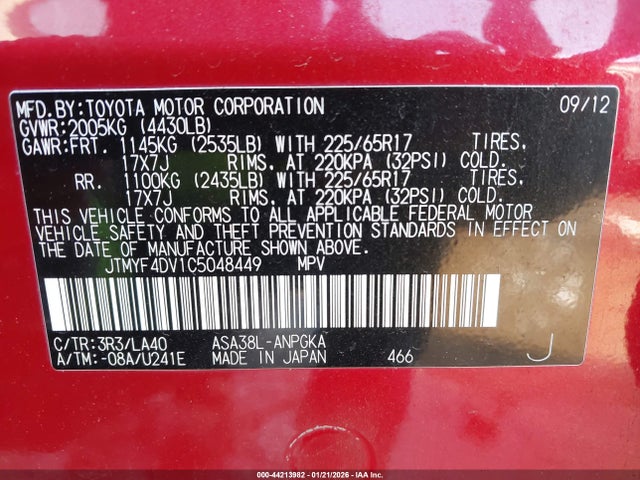 MFD.BY:TOYOTA MOTOR CORPORATION 09/12
GVWR:2005KG (4430LB)
GAWR:FRT. 1145KG (2535LB) WITH 225/65R17 TIRES,
17X7J RIMS, AT 220KPA (32PSI) COLD.
RR. 1100KG (2435LB) WITH 225/65R17 TIRES,
17X7J RIMS, AT 220KPA (32PSI) COLD.
THIS VEHICLE CONFORMS TO ALL APPLICABLE FEDERAL MOTOR
VEHICLE SAFETY AND THEFT PREVENTION STANDARDS IN EFFECT ON
THE DATE OF MANUFACTURE SHOWN ABOVE.
JTMYF4DV1C5048449 MPV
C/TR:3R3/LA40 ASA38L-ANPGKA
A/TM:-08A/U241E MADE IN JAPAN 466 J
000-44213982 - 01/21/2026 - IAA Corp.